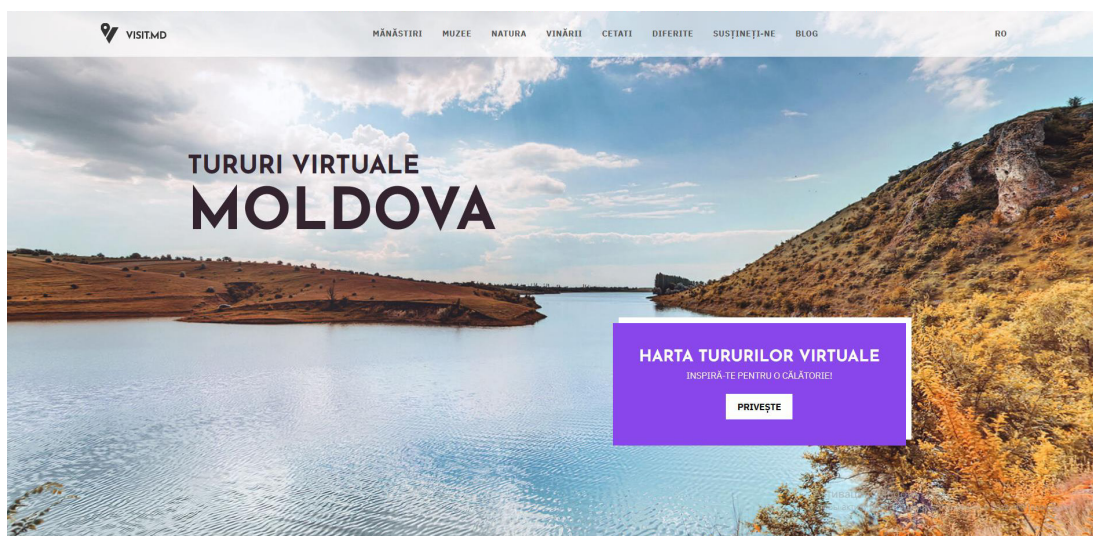 VISIT.MD
MĂNĂSTIRI MUZEE NATURA VINĂRII CETATI DIFERITE SUSȚINEȚI-NE BLOG RO
TURURI VIRTUALE
MOLDOVA
HARTA TURURILOR VIRTUALE
INSPIRĂ-TE PENTRU O CĂLĂTORIE!
PRIVEȘTE